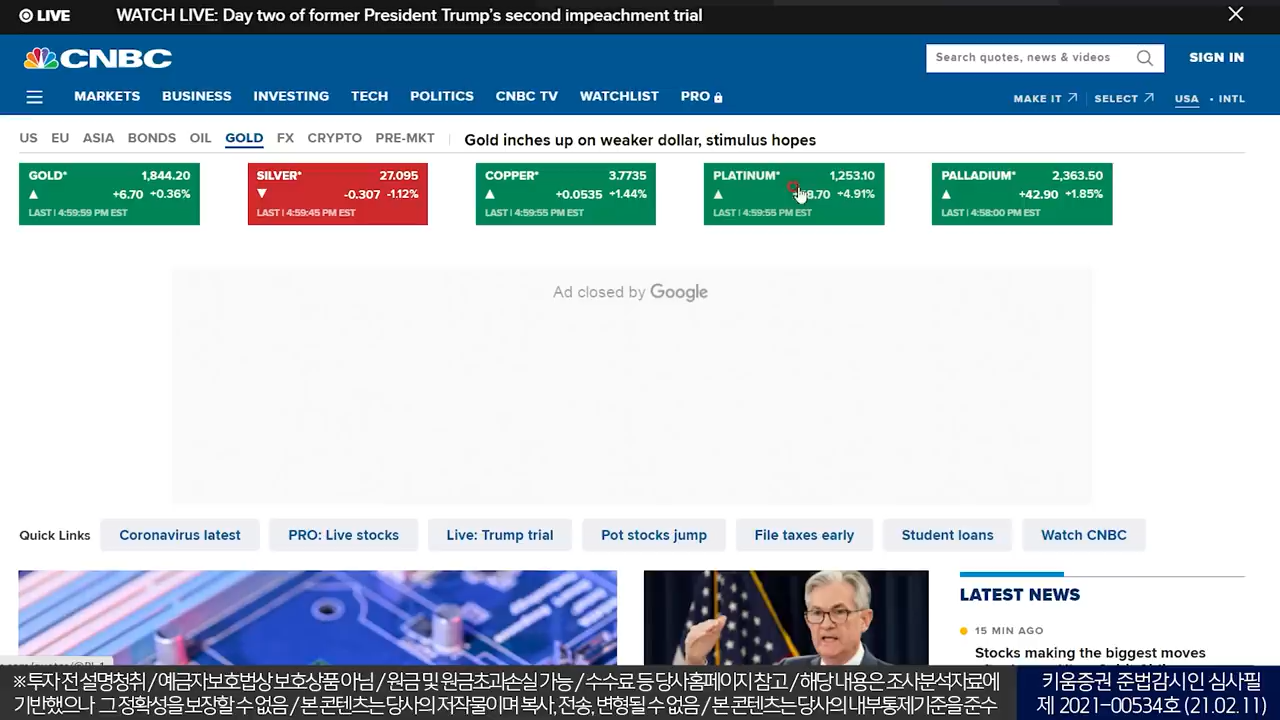 LIVE WATCH LIVE: Day two of former President Trump's second impeachment trial
CNBC Search quotes, news & videos SIGN IN
MARKETS BUSINESS INVESTING TECH POLITICS CNBC TV WATCHLIST PRO MAKE IT SELECT USA • INTL
US EU ASIA BONDS OIL GOLD FX CRYPTO PRE-MKT Gold inches up on weaker dollar, stimulus hopes
GOLD* 1,844.20 SILVER* 27.095 COPPER* 3.7735 PLATINUM* 1,253.10 PALLADIUM* 2,363.50
▲ +6.70 +0.36% ▼ -0.307 -1.12% ▲ +0.0535 +1.44% ▲ 8.70 +4.91% ▲ +42.90 +1.85%
LAST | 4:59:59 PM EST LAST | 4:59:45 PM EST LAST | 4:59:55 PM EST LAST | 4:59:55 PM EST LAST | 4:58:00 PM EST
Ad closed by Google
Quick Links Coronavirus latest PRO: Live stocks Live: Trump trial Pot stocks jump File taxes early Student loans Watch CNBC
LATEST NEWS
15 MIN AGO
Stocks making the biggest moves
※투자 전 설명청취 / 예금자보호법상 보호상품 아님 / 원금 및 원금초과손실 가능 / 수수료 등 당사홈페이지 참고 / 해당 내용은 조사분석자료에
기반했으나 그 정확성을 보장할 수 없음 / 본 콘텐츠는 당사의 저작물이며 복사, 전송, 변형될 수 없음 / 본 콘텐츠는 당사의 내부통제기준을 준수
키움증권 준법감시인 심사필
제 2021-00534호 (21.02.11)